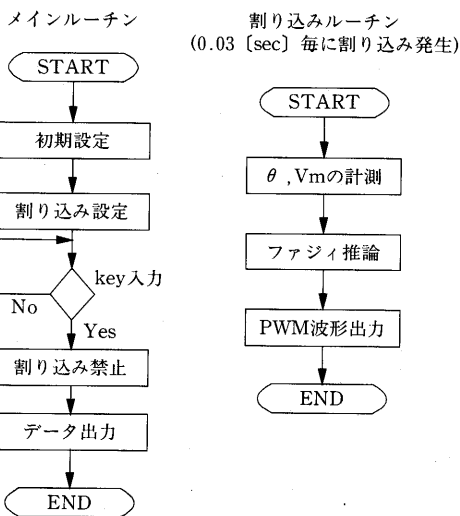 メインルーチン
START
初期設定
割り込み設定
key入力
No
Yes
割り込み禁止
データ出力
END
割り込みルーチン
(0.03〔sec〕毎に割り込み発生)
START
θ,Vmの計測
ファジィ推論
PWM波形出力
END